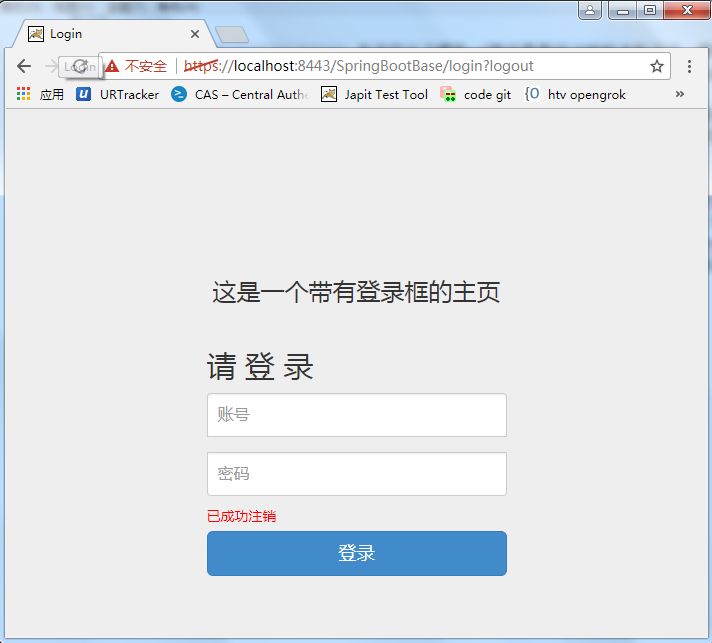 Login
Login
不安全
https://localhost:8443/SpringBootBase/login?logout
应用 URTracker CAS – Central Auth Japit Test Tool code git {O htv opengrok »
这是一个带有登录框的主页
请 登 录
账号
密码
已成功注销
登录